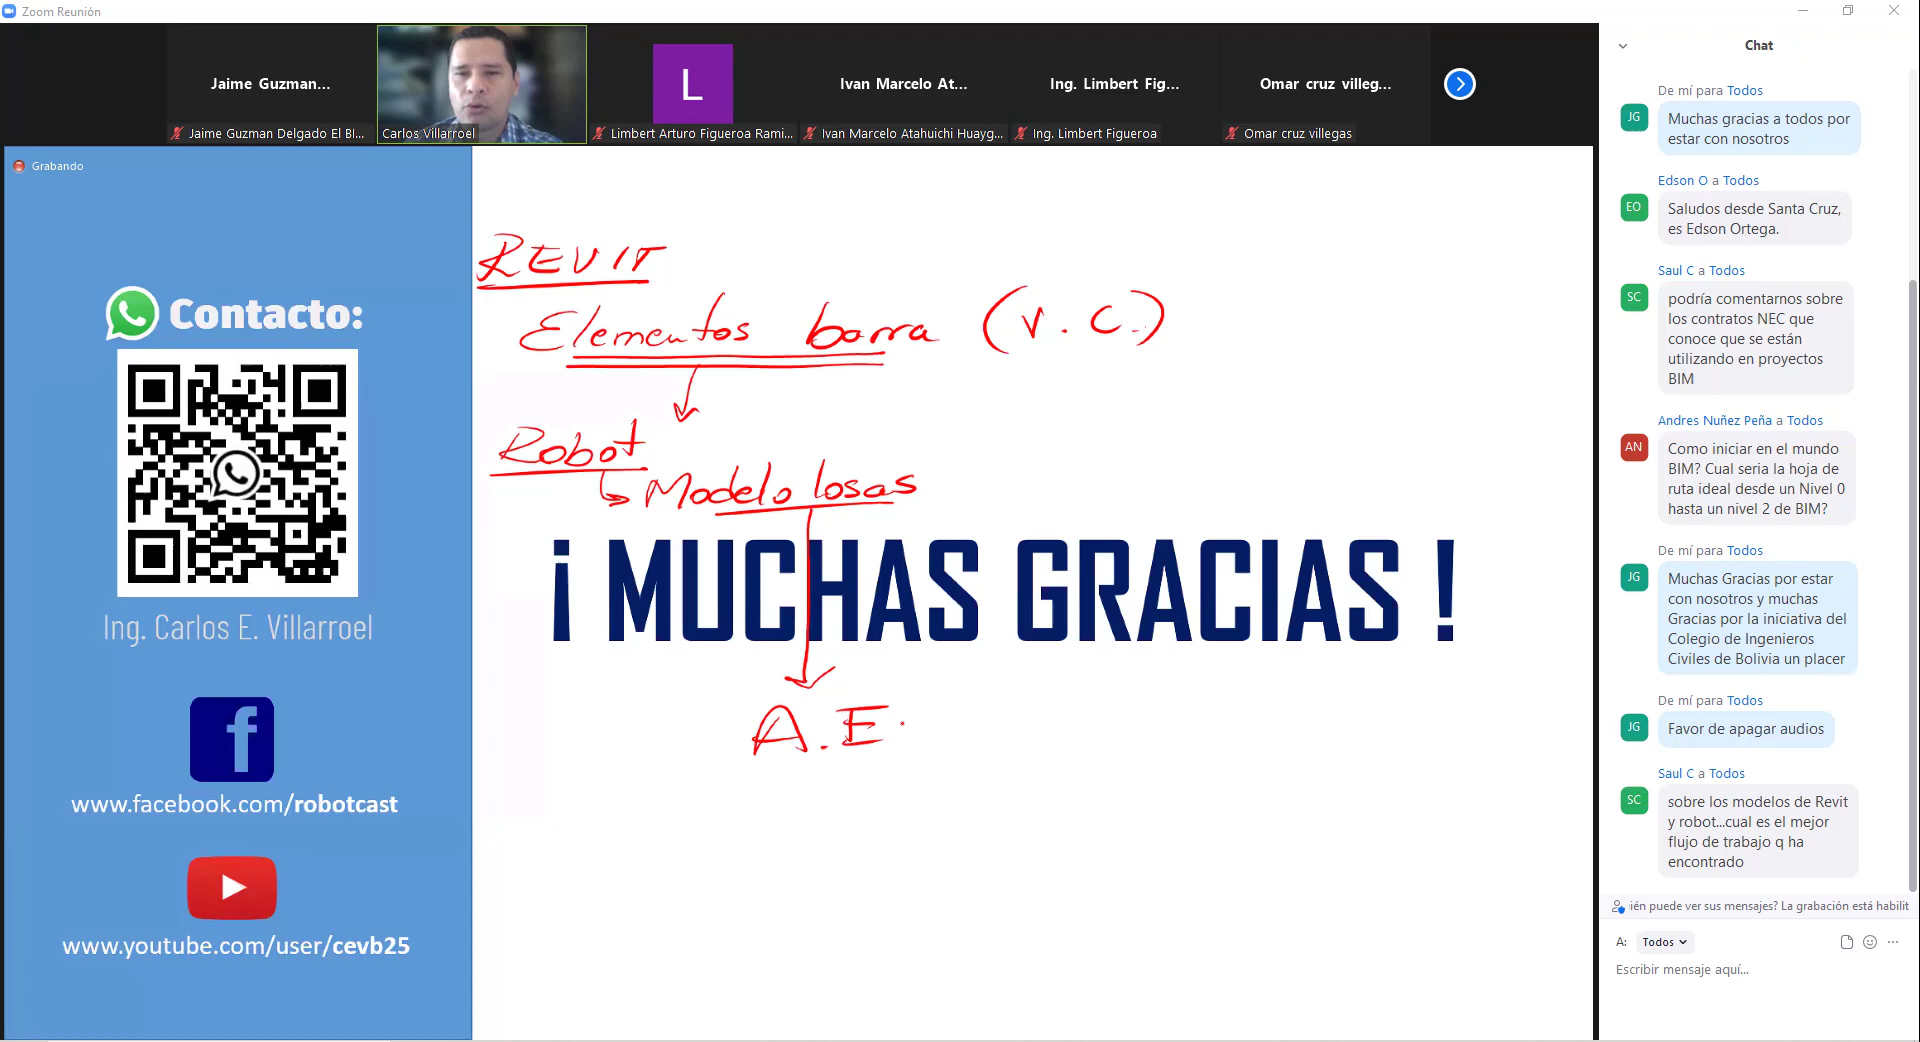 Zoom Reunión
Jaime Guzman...
Jaime Guzman Delgado El BI...
Carlos Villarroel
L
Limbert Arturo Figueroa Rami...
Ivan Marcelo At...
Ivan Marcelo Atahuichi Huayg...
Ing. Limbert Fig...
Ing. Limbert Figueroa
Omar cruz villeg...
Omar cruz villegas
Grabando
Contacto:
Ing. Carlos E. Villarroel
f
www.facebook.com/robotcast
www.youtube.com/user/cevb25
REVIT
Elementos barra (V. C.)
Robot
Modelo losas
¡ MUCHAS GRACIAS !
A. E.
Chat
De mí para Todos
JG
Muchas gracias a todos por
estar con nosotros
Edson O a Todos
EO
Saludos desde Santa Cruz,
es Edson Ortega.
Saul C a Todos
SC
podría comentarnos sobre
los contratos NEC que
conoce que se están
utilizando en proyectos
BIM
Andres Nuñez Peña a Todos
AN
Como iniciar en el mundo
BIM? Cual seria la hoja de
ruta ideal desde un Nivel 0
hasta un nivel 2 de BIM?
De mí para Todos
JG
Muchas Gracias por estar
con nosotros y muchas
Gracias por la iniciativa del
Colegio de Ingenieros
Civiles de Bolivia un placer
De mí para Todos
JG
Favor de apagar audios
Saul C a Todos
SC
sobre los modelos de Revit
y robot...cual es el mejor
flujo de trabajo q ha
encontrado
ién puede ver sus mensajes? La grabación está habilit
A: Todos
Escribir mensaje aquí...